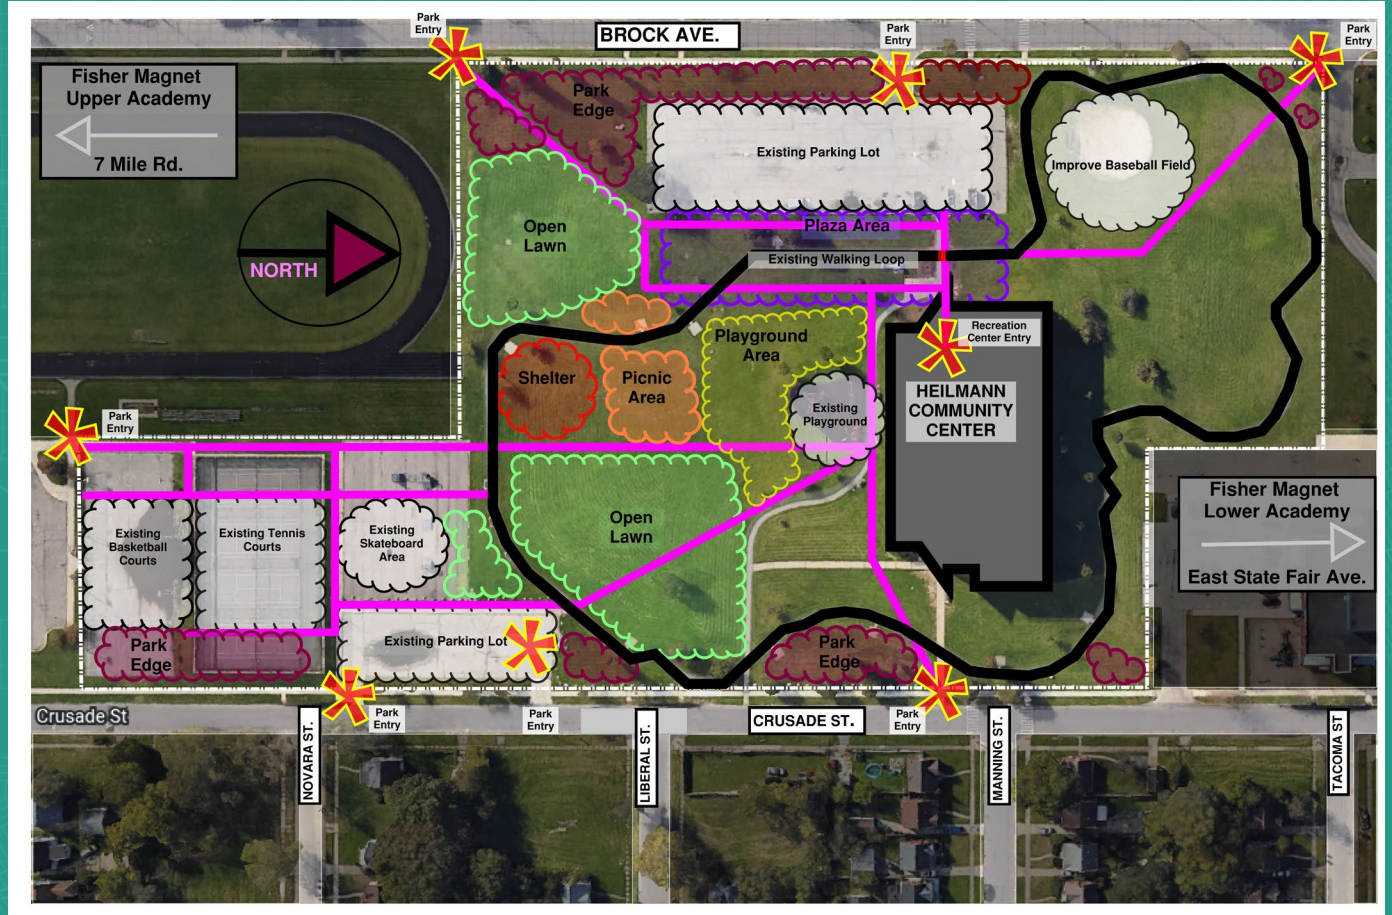 Park
Entry
BROCK AVE.
Park
Entry
Park
Entry
Fisher Magnet
Upper Academy
7 Mile Rd.
Park
Edge
Existing Parking Lot
Improve Baseball Field
Open
Lawn
Plaza Area
Existing Walking Loop
NORTH
Recreation
Center Entry
Playground
Area
Shelter
Picnic
Area
HEILMANN
COMMUNITY
CENTER
Existing
Playground
Park
Entry
Fisher Magnet
Lower Academy
East State Fair Ave.
Existing
Basketball
Courts
Existing Tennis
Courts
Existing
Skateboard
Area
Open
Lawn
Park
Edge
Existing Parking Lot
Park
Edge
Crusade St
NOVARA ST.
Park
Entry
Park
Entry
LIBERAL ST.
CRUSADE ST.
Park
Entry
MANNING ST.
TACOMA ST